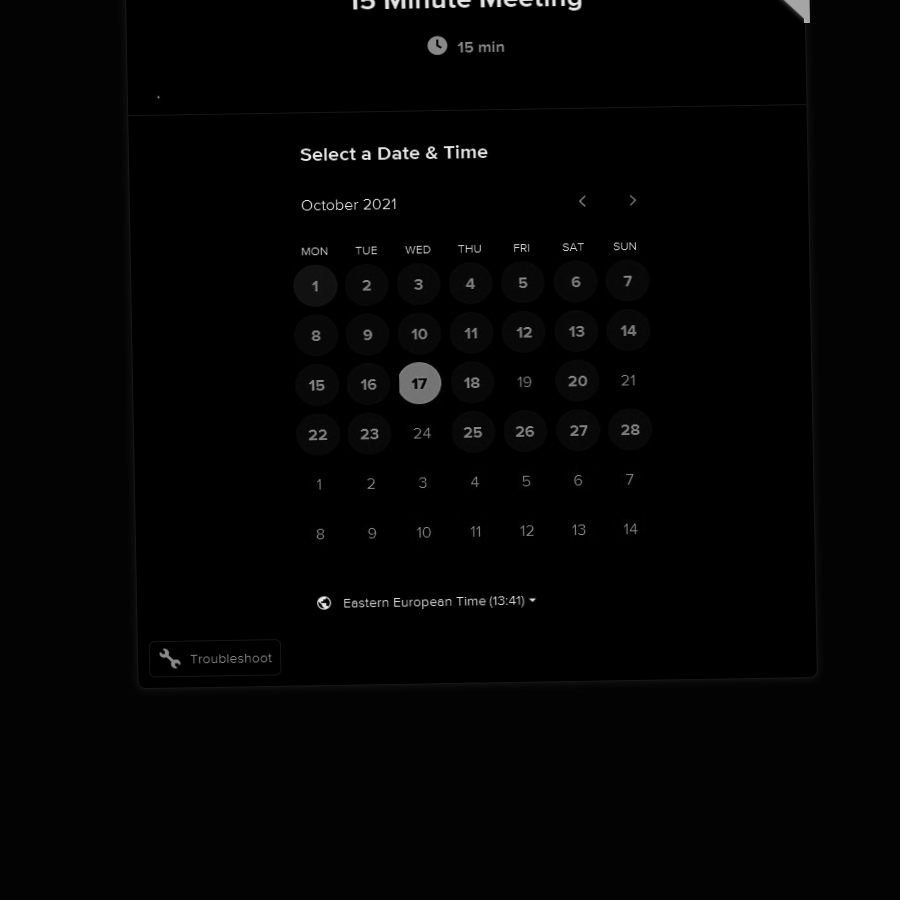 15 Minute Meeting
15 min
Select a Date & Time
October 2021
MON TUE WED THU FRI SAT SUN
1 2 3 4 5 6 7
8 9 10 11 12 13 14
15 16 17 18 19 20 21
22 23 24 25 26 27 28
1 2 3 4 5 6 7
8 9 10 11 12 13 14
Eastern European Time (13:41)
Troubleshoot